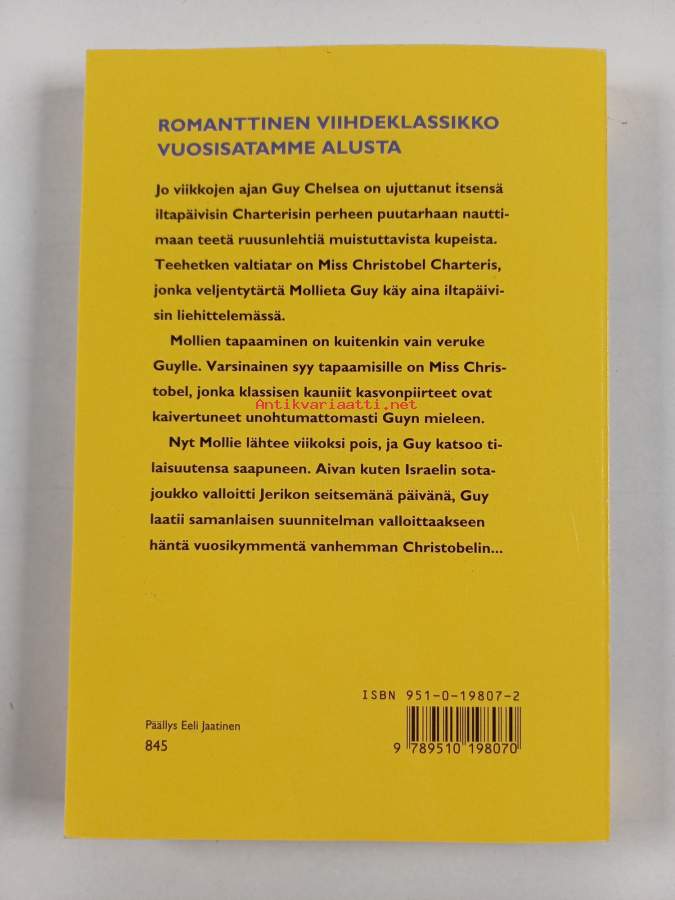 ROMANTTINEN VIIHDEKLASSIKKO
VUOSISATAMME ALUSTA
Jo viikkojen ajan Guy Chelsea on ujuttanut itsensä
iltapäivisin Charterisin perheen puutarhaan nautti-
maan teetä ruusunlehtiä muistuttavista kupeista.
Teehetken valtiatar on Miss Christobel Charteris,
jonka veljentytärtä Mollieta Guy käy aina iltapäivi-
sin liehittelemässä.
Mollien tapaaminen on kuitenkin vain veruke
Guylle. Varsinainen syy tapaamisille on Miss Chris-
tobel, jonka klassisen kauniit kasvonpiirteet ovat
Antikvariaatti.net
kaivertuneet unohtumattomasti Guyn mieleen.
Nyt Mollie lähtee viikoksi pois, ja Guy katsoo ti-
laisuutensa saapuneen. Aivan kuten Israelin sota-
joukko valloitti Jerikon seitsemänä päivänä, Guy
laatii samanlaisen suunnitelman valloittaakseen
häntä vuosikymmentä vanhemman Christobelin...
ISBN 951-0-19807-2
Päällys Eeli Jaatinen
845
9 789510 198070